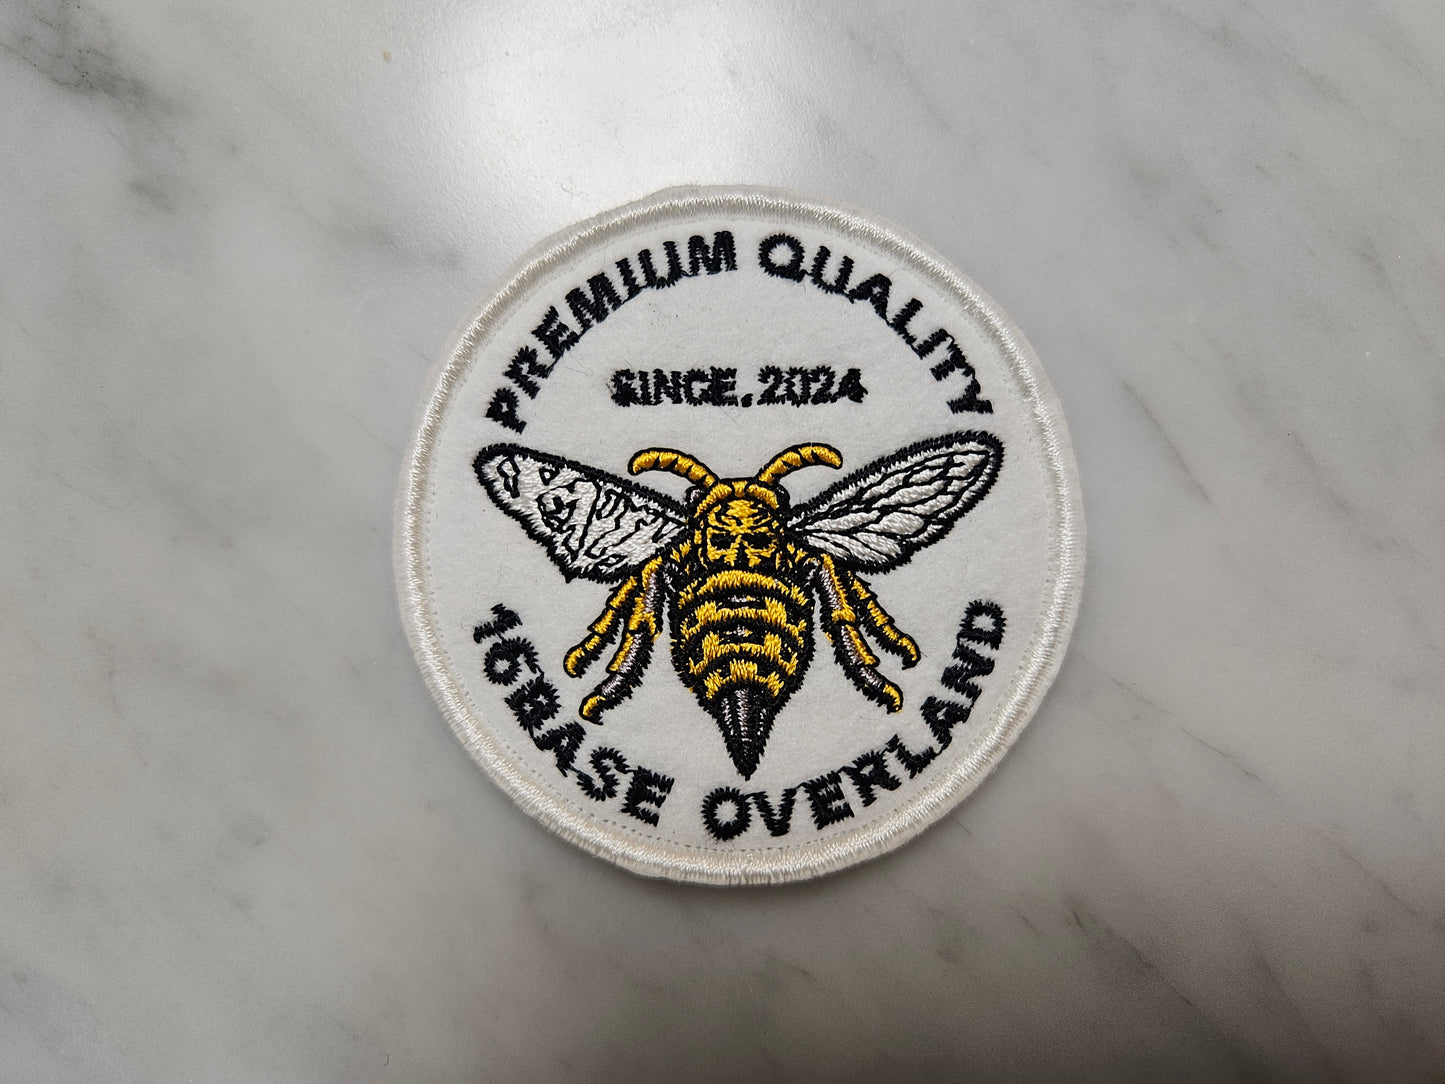 PREMIUM QUALITY
SINCE.2024
16BASE OVERLAND